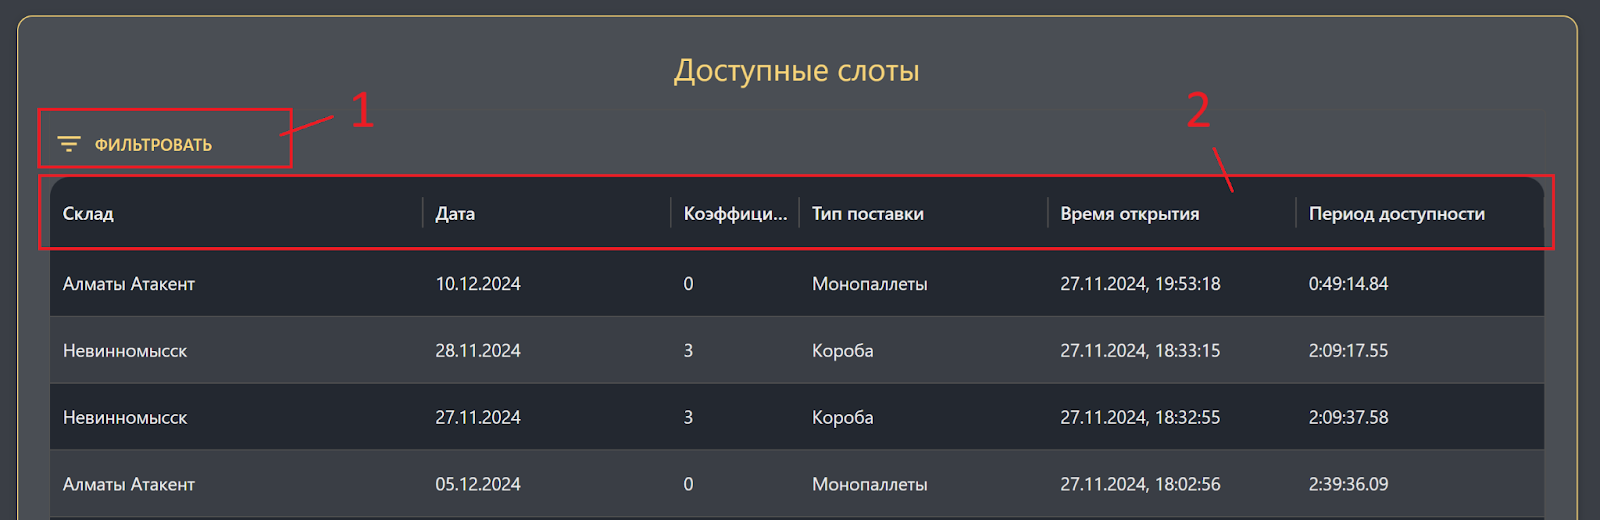 Доступные слоты
1
2
ФИЛЬТРОВАТЬ
Склад Дата Коэффици... Тип поставки Время открытия Период доступности
Алматы Атакент 10.12.2024 0 Монопаллеты 27.11.2024, 19:53:18 0:49:14.84
Невинномысск 28.11.2024 3 Короба 27.11.2024, 18:33:15 2:09:17.55
Невинномысск 27.11.2024 3 Короба 27.11.2024, 18:32:55 2:09:37.58
Алматы Атакент 05.12.2024 0 Монопаллеты 27.11.2024, 18:02:56 2:39:36.09